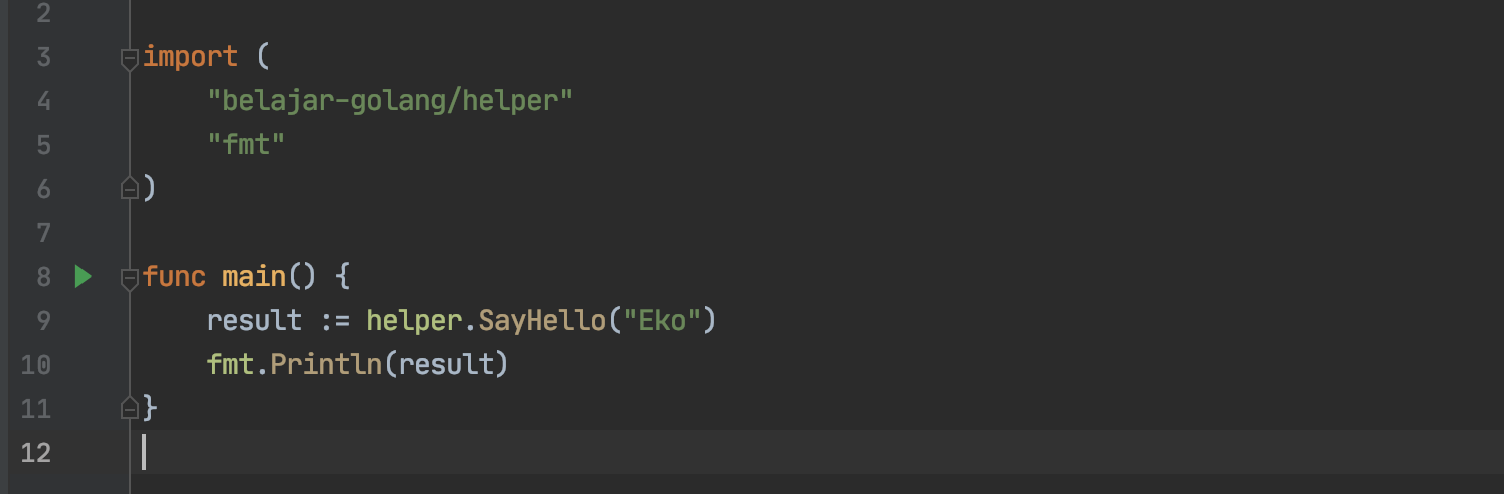 2
3 import (
4     "belajar-golang/helper"
5     "fmt"
6 )
7
8 func main() {
9     result := helper.SayHello("Eko")
10     fmt.Println(result)
11 }
12